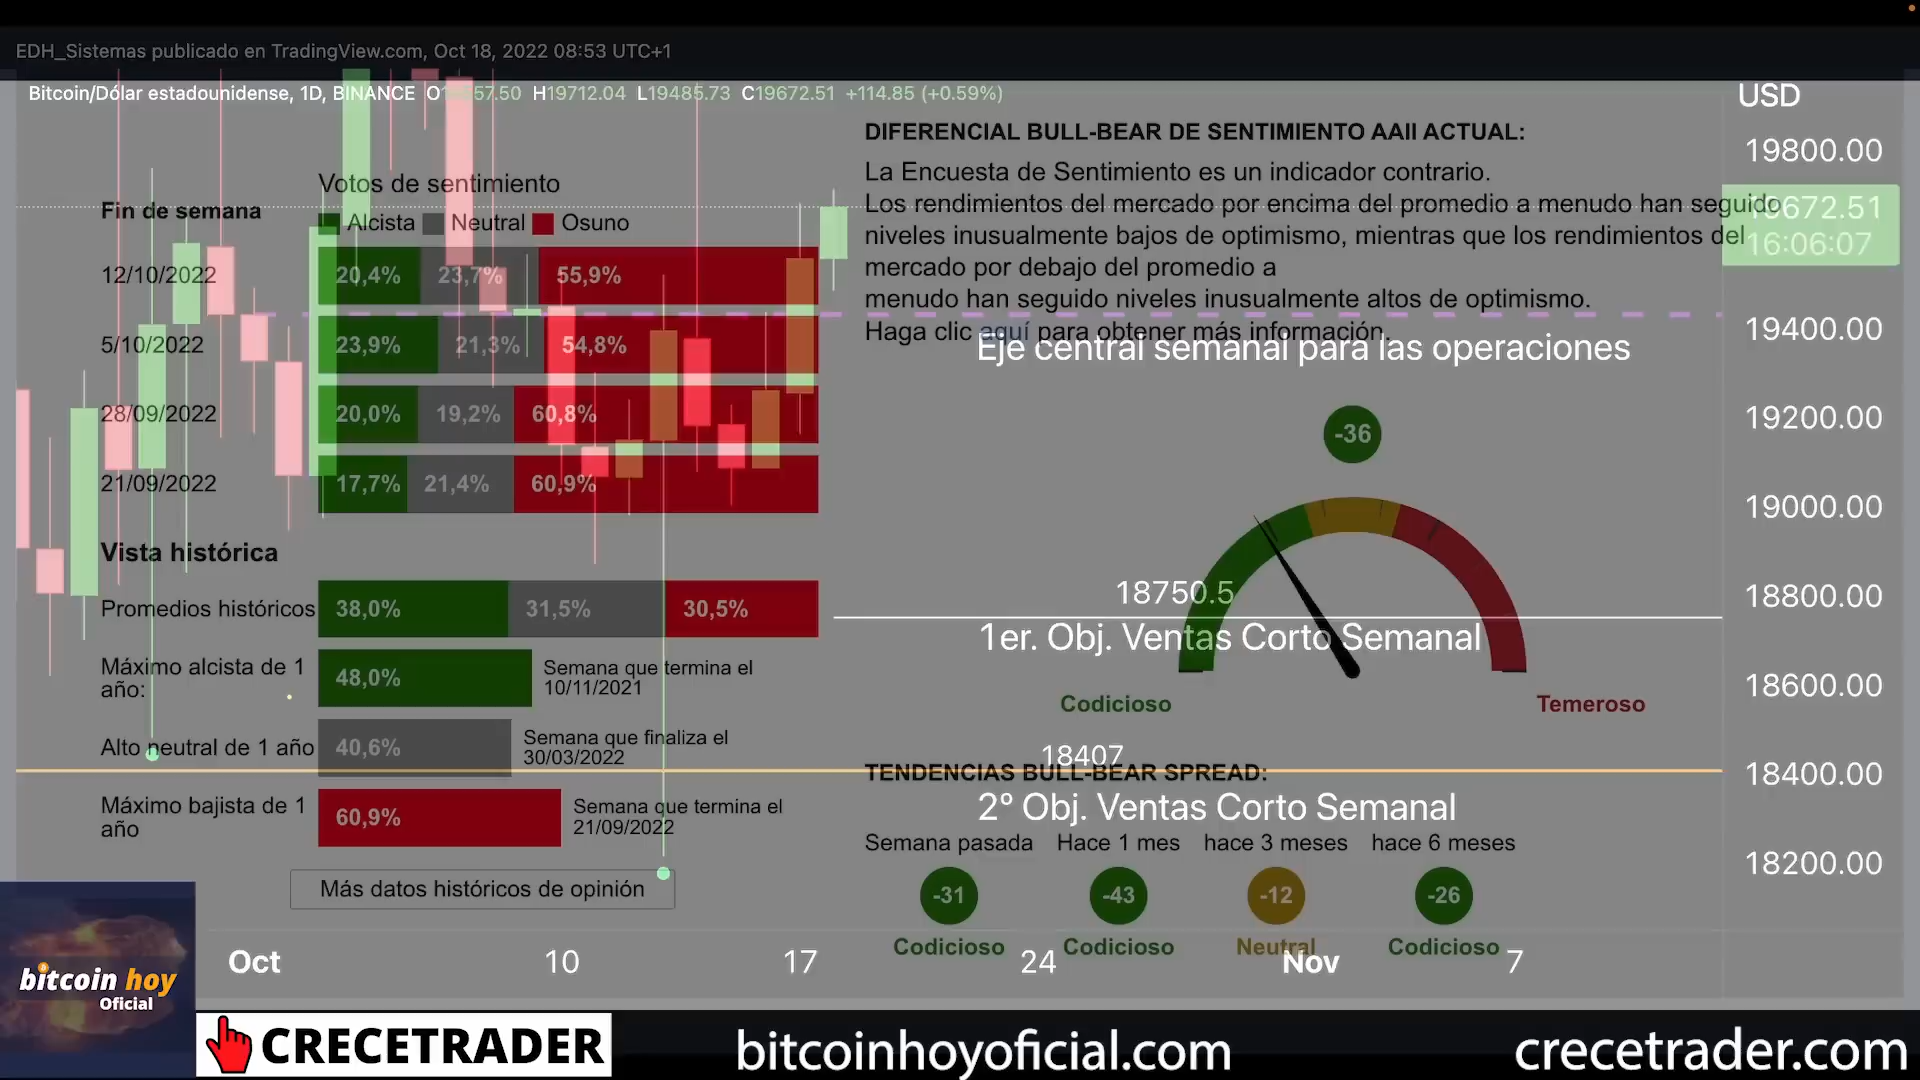 EDH_Sistemas publicado en TradingView.com, Oct 18, 2022 08:53 UTC+1
Bitcoin/Dólar estadounidense, 1D, BINANCE H19712.04 L19485.73 C19672.51 +114.85 (+0.59%)
USD
19800.00
19672.51
16:06:07
19400.00
19200.00
19000.00
18800.00
18600.00
18400.00
18200.00
Votos de sentimiento
Fin de semana
Alcista Neutral Osuno
12/10/2022 20,4% 23,7% 55,9%
5/10/2022 23,9% 21,3% 54,8%
28/09/2022 20,0% 19,2% 60,8%
21/09/2022 17,7% 21,4% 60,9%
Vista histórica
Promedios históricos 38,0% 31,5% 30,5%
Máximo alcista de 1
año:
48,0%
Semana que termina el
10/11/2021
Alto neutral de 1 año 40,6%
Semana que finaliza el
30/03/2022
Máximo bajista de 1
año
60,9%
Semana que termina el
21/09/2022
Más datos históricos de opinión
DIFERENCIAL BULL-BEAR DE SENTIMIENTO AAII ACTUAL:
La Encuesta de Sentimiento es un indicador contrario.
Los rendimientos del mercado por encima del promedio a menudo han seguido
niveles inusualmente bajos de optimismo, mientras que los rendimientos del
mercado por debajo del promedio a
menudo han seguido niveles inusualmente altos de optimismo.
Haga clic aquí para obtener más información.
Eje central semanal para las operaciones
-36
18750.5
1er. Obj. Ventas Corto Semanal
Codicioso Temeroso
18407
TENDENCIAS BULL-BEAR SPREAD:
2º Obj. Ventas Corto Semanal
Semana pasada Hace 1 mes hace 3 meses hace 6 meses
-31 -43 -12 -26
Codicioso Codicioso Neutral Codicioso
Oct 10 17 24 Nov 7
bitcoin hoy
Oficial
CRECETRADER
bitcoinhoyoficial.com
crecetrader.com